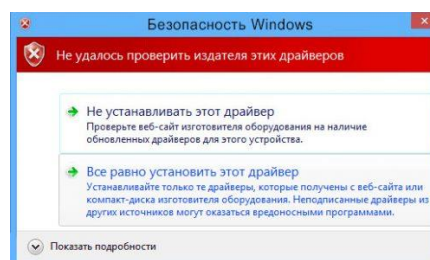 Безопасность Windows
Не удалось проверить издателя этих драйверов
Не устанавливать этот драйвер
Проверьте веб-сайт изготовителя оборудования на наличие
обновленных драйверов для этого устройства.
Все равно установить этот драйвер
Устанавливайте только те драйверы, которые получены с веб-сайта или
компакт-диска изготовителя оборудования. Неподписанные драйверы из
других источников могут оказаться вредоносными программами.
Показать подробности